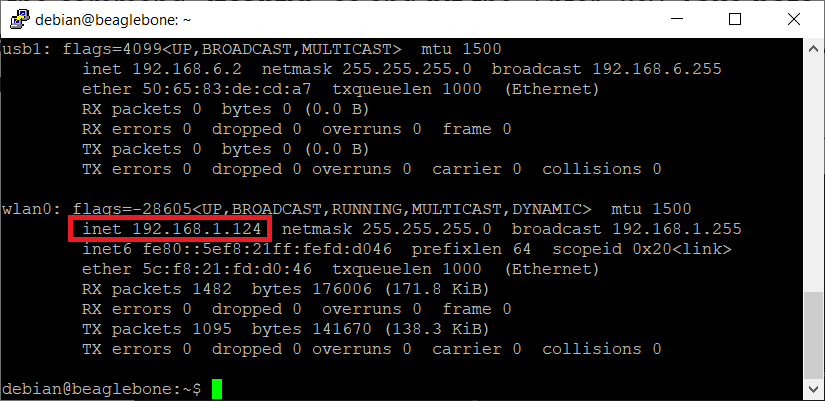 debian@beaglebone: ~
usb1: flags=4099<UP,BROADCAST,MULTICAST>  mtu 1500
        inet 192.168.6.2  netmask 255.255.255.0  broadcast 192.168.6.255
        ether 50:65:83:de:cd:a7  txqueuelen 1000  (Ethernet)
        RX packets 0  bytes 0 (0.0 B)
        RX errors 0  dropped 0  overruns 0  frame 0
        TX packets 0  bytes 0 (0.0 B)
        TX errors 0  dropped 0 overruns 0  carrier 0  collisions 0
wlan0: flags=-28605<UP,BROADCAST,RUNNING,MULTICAST,DYNAMIC>  mtu 1500
        inet 192.168.1.124  netmask 255.255.255.0  broadcast 192.168.1.255
        inet6 fe80::5ef8:21ff:fefd:d046  prefixlen 64  scopeid 0x20<link>
        ether 5c:f8:21:fd:d0:46  txqueuelen 1000  (Ethernet)
        RX packets 1482  bytes 176006 (171.8 KiB)
        RX errors 0  dropped 0  overruns 0  frame 0
        TX packets 1095  bytes 141670 (138.3 KiB)
        TX errors 0  dropped 0 overruns 0  carrier 0  collisions 0
debian@beaglebone:~$